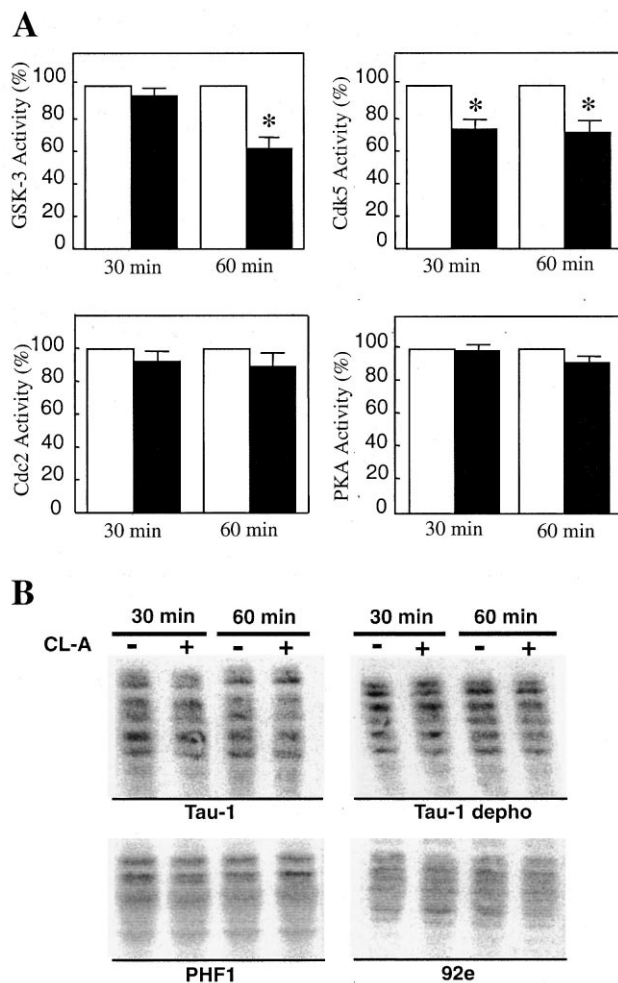 A
GSK-3 Activity (%)
100
80
60
40
20
0
*
30 min 60 min
Cdk5 Activity (%)
100
80
60
40
20
0
* *
30 min 60 min
Cdc2 Activity (%)
100
80
60
40
20
0
30 min 60 min
PKA Activity (%)
100
80
60
40
20
0
30 min 60 min
B
30 min 60 min 30 min 60 min
CL-A - + - + - + - +
Tau-1 Tau-1 depho
PHF1 92e